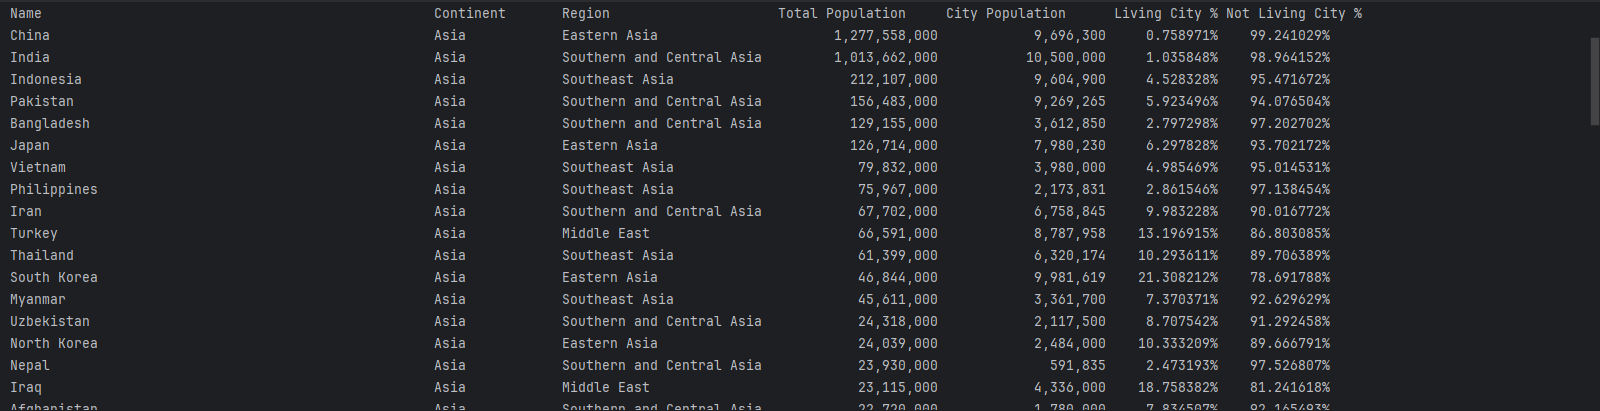 Name Continent Region Total Population City Population Living City % Not Living City %
China Asia Eastern Asia 1,277,558,000 9,696,300 0.758971% 99.241029%
India Asia Southern and Central Asia 1,013,662,000 10,500,000 1.035848% 98.964152%
Indonesia Asia Southeast Asia 212,107,000 9,604,900 4.528328% 95.471672%
Pakistan Asia Southern and Central Asia 156,483,000 9,269,265 5.923496% 94.076504%
Bangladesh Asia Southern and Central Asia 129,155,000 3,612,850 2.797298% 97.202702%
Japan Asia Eastern Asia 126,714,000 7,980,230 6.297828% 93.702172%
Vietnam Asia Southeast Asia 79,832,000 3,980,000 4.985469% 95.014531%
Philippines Asia Southeast Asia 75,967,000 2,173,831 2.861546% 97.138454%
Iran Asia Southern and Central Asia 67,702,000 6,758,845 9.983228% 90.016772%
Turkey Asia Middle East 66,591,000 8,787,958 13.196915% 86.803085%
Thailand Asia Southeast Asia 61,399,000 6,320,174 10.293611% 89.706389%
South Korea Asia Eastern Asia 46,844,000 9,981,619 21.308212% 78.691788%
Myanmar Asia Southeast Asia 45,611,000 3,361,700 7.370371% 92.629629%
Uzbekistan Asia Southern and Central Asia 24,318,000 2,117,500 8.707542% 91.292458%
North Korea Asia Eastern Asia 24,039,000 2,484,000 10.333209% 89.666791%
Nepal Asia Southern and Central Asia 23,930,000 591,835 2.473193% 97.526807%
Iraq Asia Middle East 23,115,000 4,336,000 18.758382% 81.241618%
Afghanistan Asia Southern and Central Asia 22,720,000 1,780,000 7.834507% 92.165493%